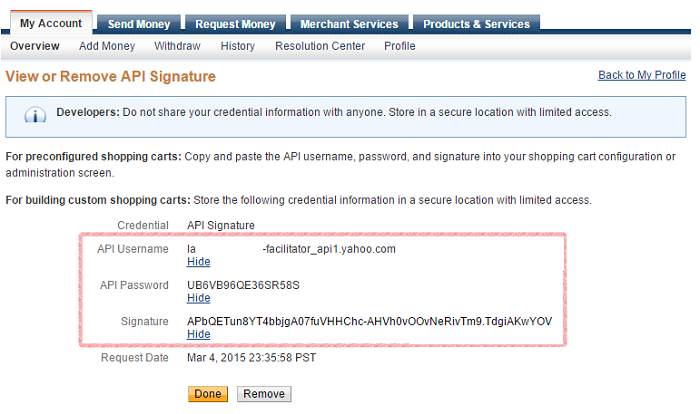 My Account Send Money Request Money Merchant Services Products & Services
Overview Add Money Withdraw History Resolution Center Profile
View or Remove API Signature Back to My Profile
Developers: Do not share your credential information with anyone. Store in a secure location with limited access.
For preconfigured shopping carts: Copy and paste the API username, password, and signature into your shopping cart configuration or
administration screen.
For building custom shopping carts: Store the following credential information in a secure location with limited access.
Credential API Signature
API Username la -facilitator_api1.yahoo.com
Hide
API Password UB6VB96QE36SR58S
Hide
Signature APbQETun8YT4bbjgA07fuVHHChc-AHVh0vOOvNeRivTm9.TdgiAKwYOV
Hide
Request Date Mar 4, 2015 23:35:58 PST
Done Remove